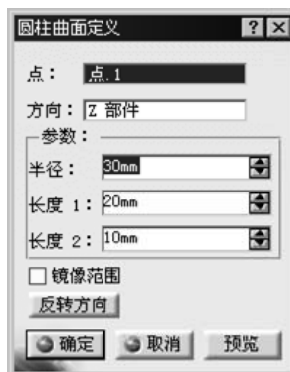 圆柱曲面定义 ? ×
点： 点.1
方向：Z 部件
参数：
半径：30mm
长度 1：20mm
长度 2：10mm
镜像范围
反转方向
确定 取消 预览